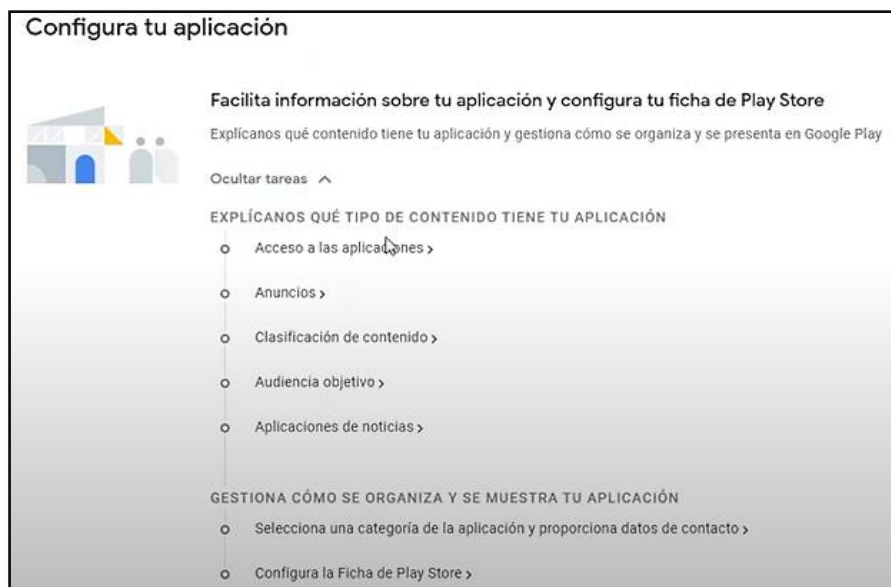 Configura tu aplicación
Facilita información sobre tu aplicación y configura tu ficha de Play Store
Explícanos qué contenido tiene tu aplicación y gestiona cómo se organiza y se presenta en Google Play
Ocultar tareas
EXPLÍCANOS QUÉ TIPO DE CONTENIDO TIENE TU APLICACIÓN
Acceso a las aplicaciones >
Anuncios >
Clasificación de contenido >
Audiencia objetivo >
Aplicaciones de noticias >
GESTIONA CÓMO SE ORGANIZA Y SE MUESTRA TU APLICACIÓN
Selecciona una categoría de la aplicación y proporciona datos de contacto >
Configura la Ficha de Play Store >